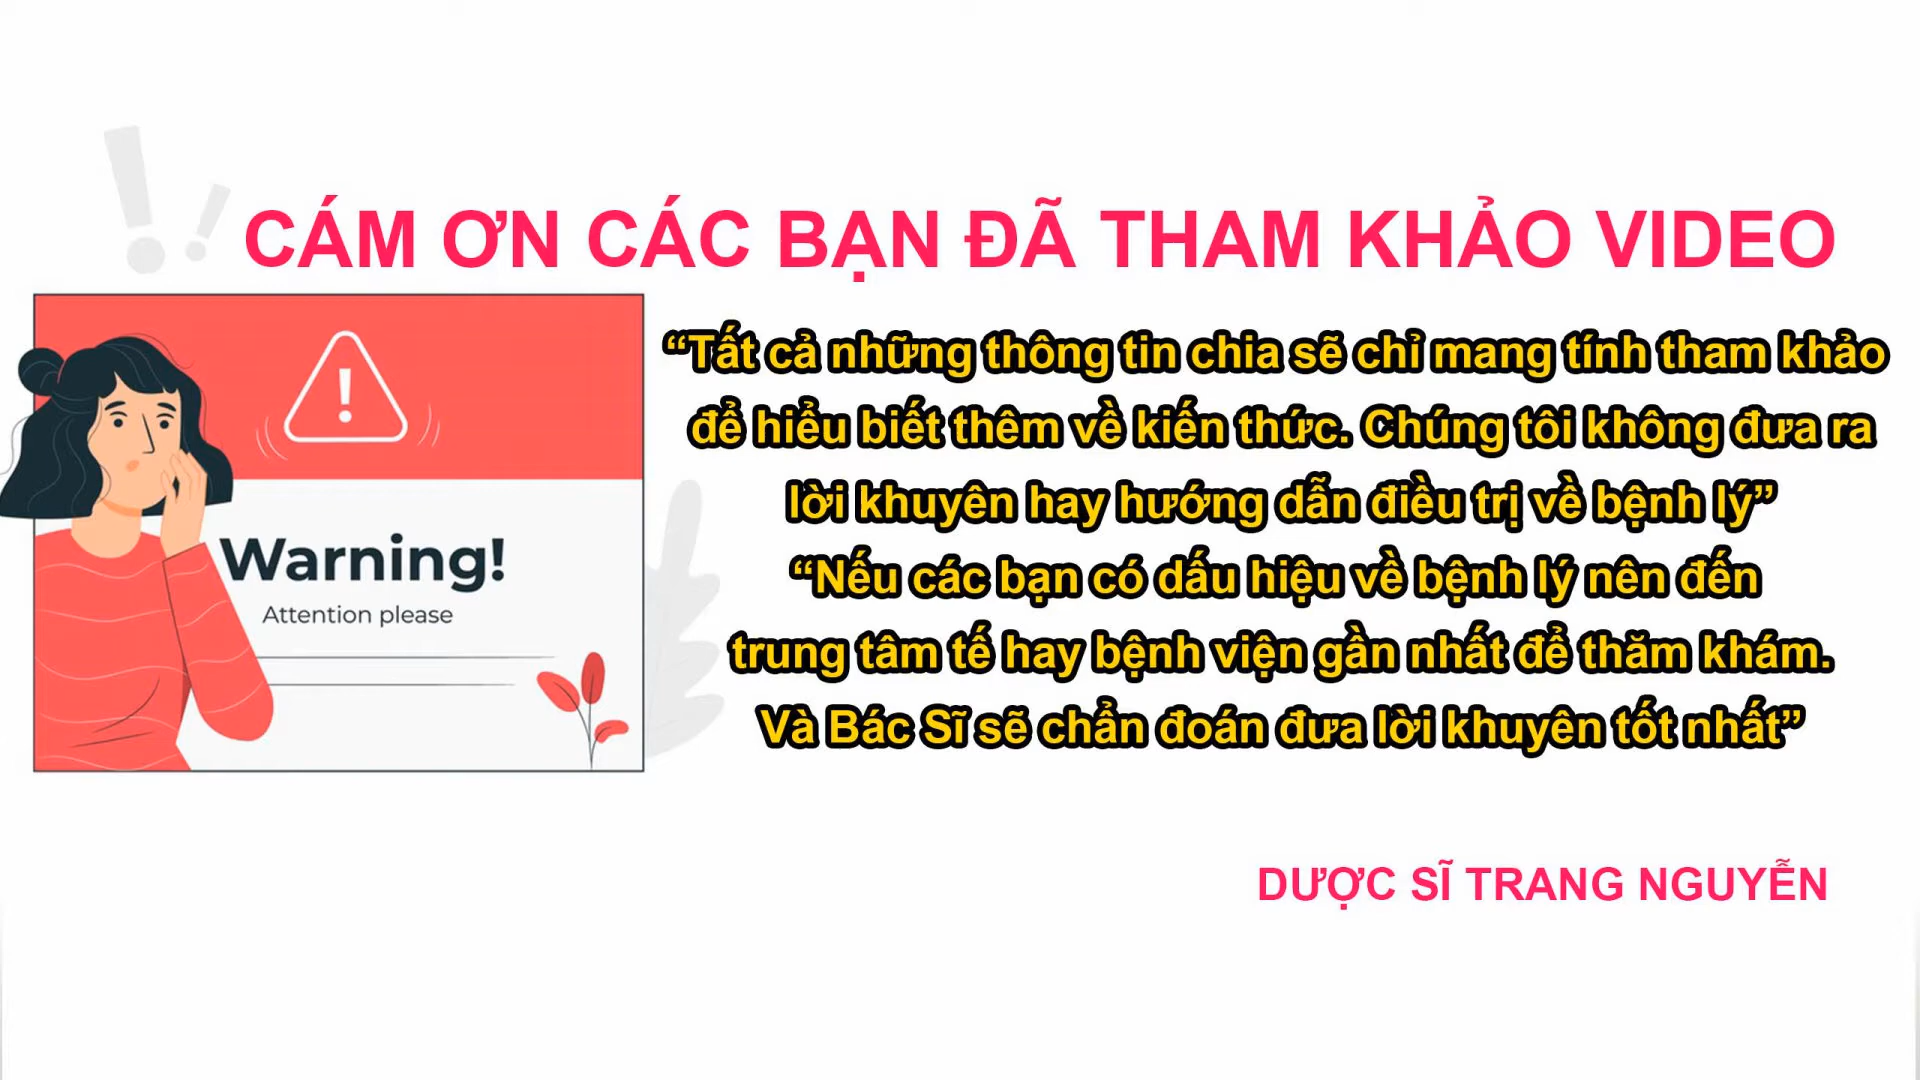 CÁM ƠN CÁC BẠN ĐÃ THAM KHẢO VIDEO
“Tất cả những thông tin chia sẽ chỉ mang tính tham khảo
để hiểu biết thêm về kiến thức. Chúng tôi không đưa ra
lời khuyên hay hướng dẫn điều trị về bệnh lý”
“Nếu các bạn có dấu hiệu về bệnh lý nên đến
trung tâm tế hay bệnh viện gần nhất để thăm khám.
Và Bác Sĩ sẽ chẩn đoán đưa lời khuyên tốt nhất”
Warning!
Attention please
DƯỢC SĨ TRANG NGUYỄN